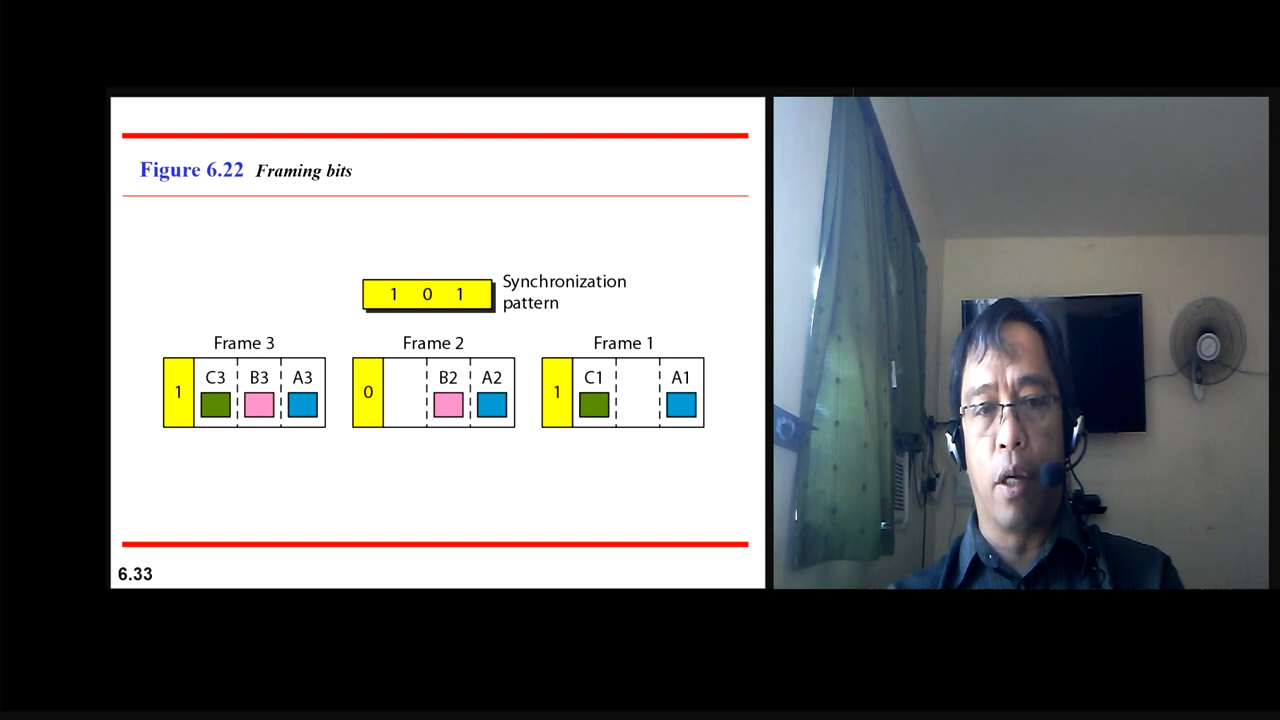 Figure 6.22 Framing bits
1 0 1
Synchronization
pattern
Frame 3
1 C3 B3 A3
Frame 2
0 B2 A2
Frame 1
1 C1 A1
6.33